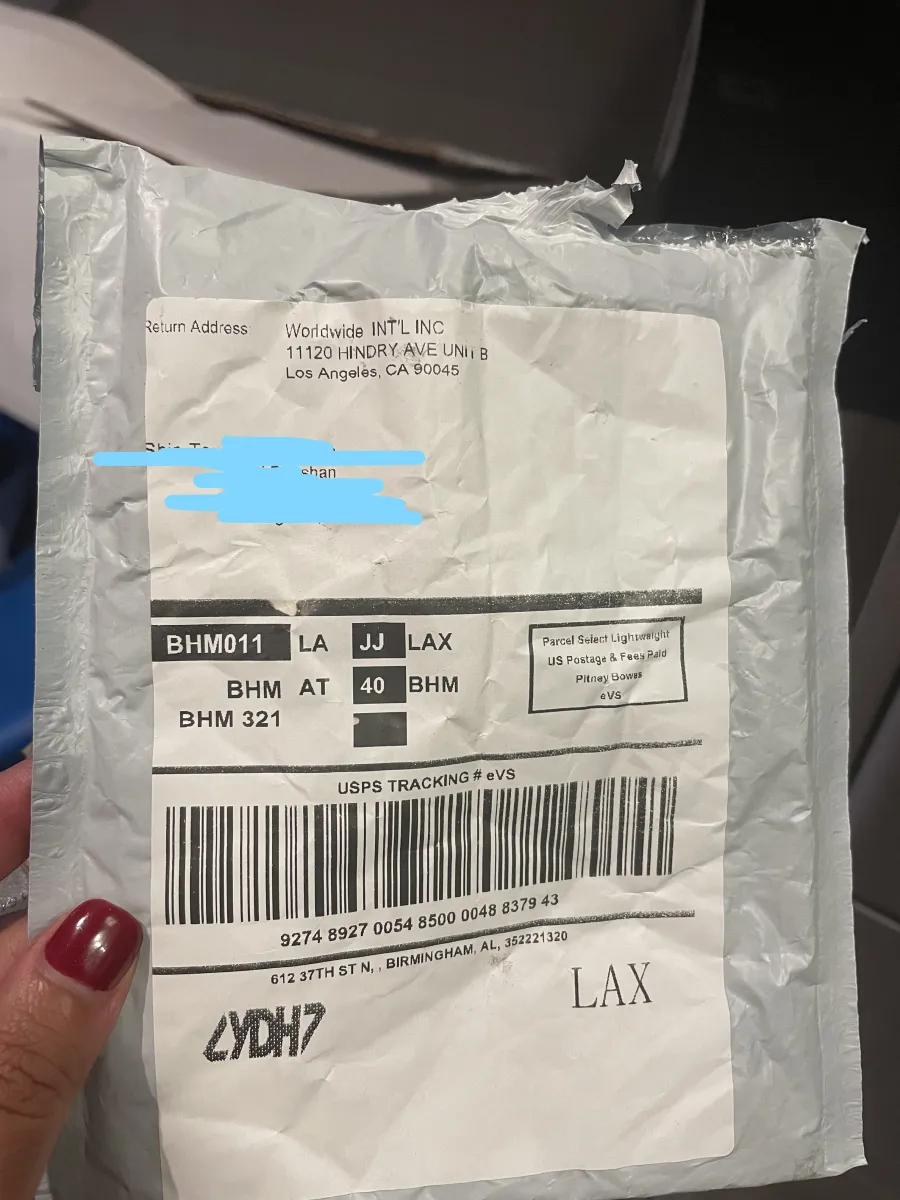 Return Address
Worldwide INT'L INC
11120 HINDRY AVE UNIT B
Los Angeles, CA 90045
shan
BHM011 LA JJ LAX
BHM AT 40 BHM
BHM 321
Parcel Select Lightweight
US Postage & Fees Paid
Pitney Bowes
eVS
USPS TRACKING # eVS
9274 8927 0054 8500 0048 8379 43
612 37TH ST N, , BIRMINGHAM, AL, 352221320
LAX